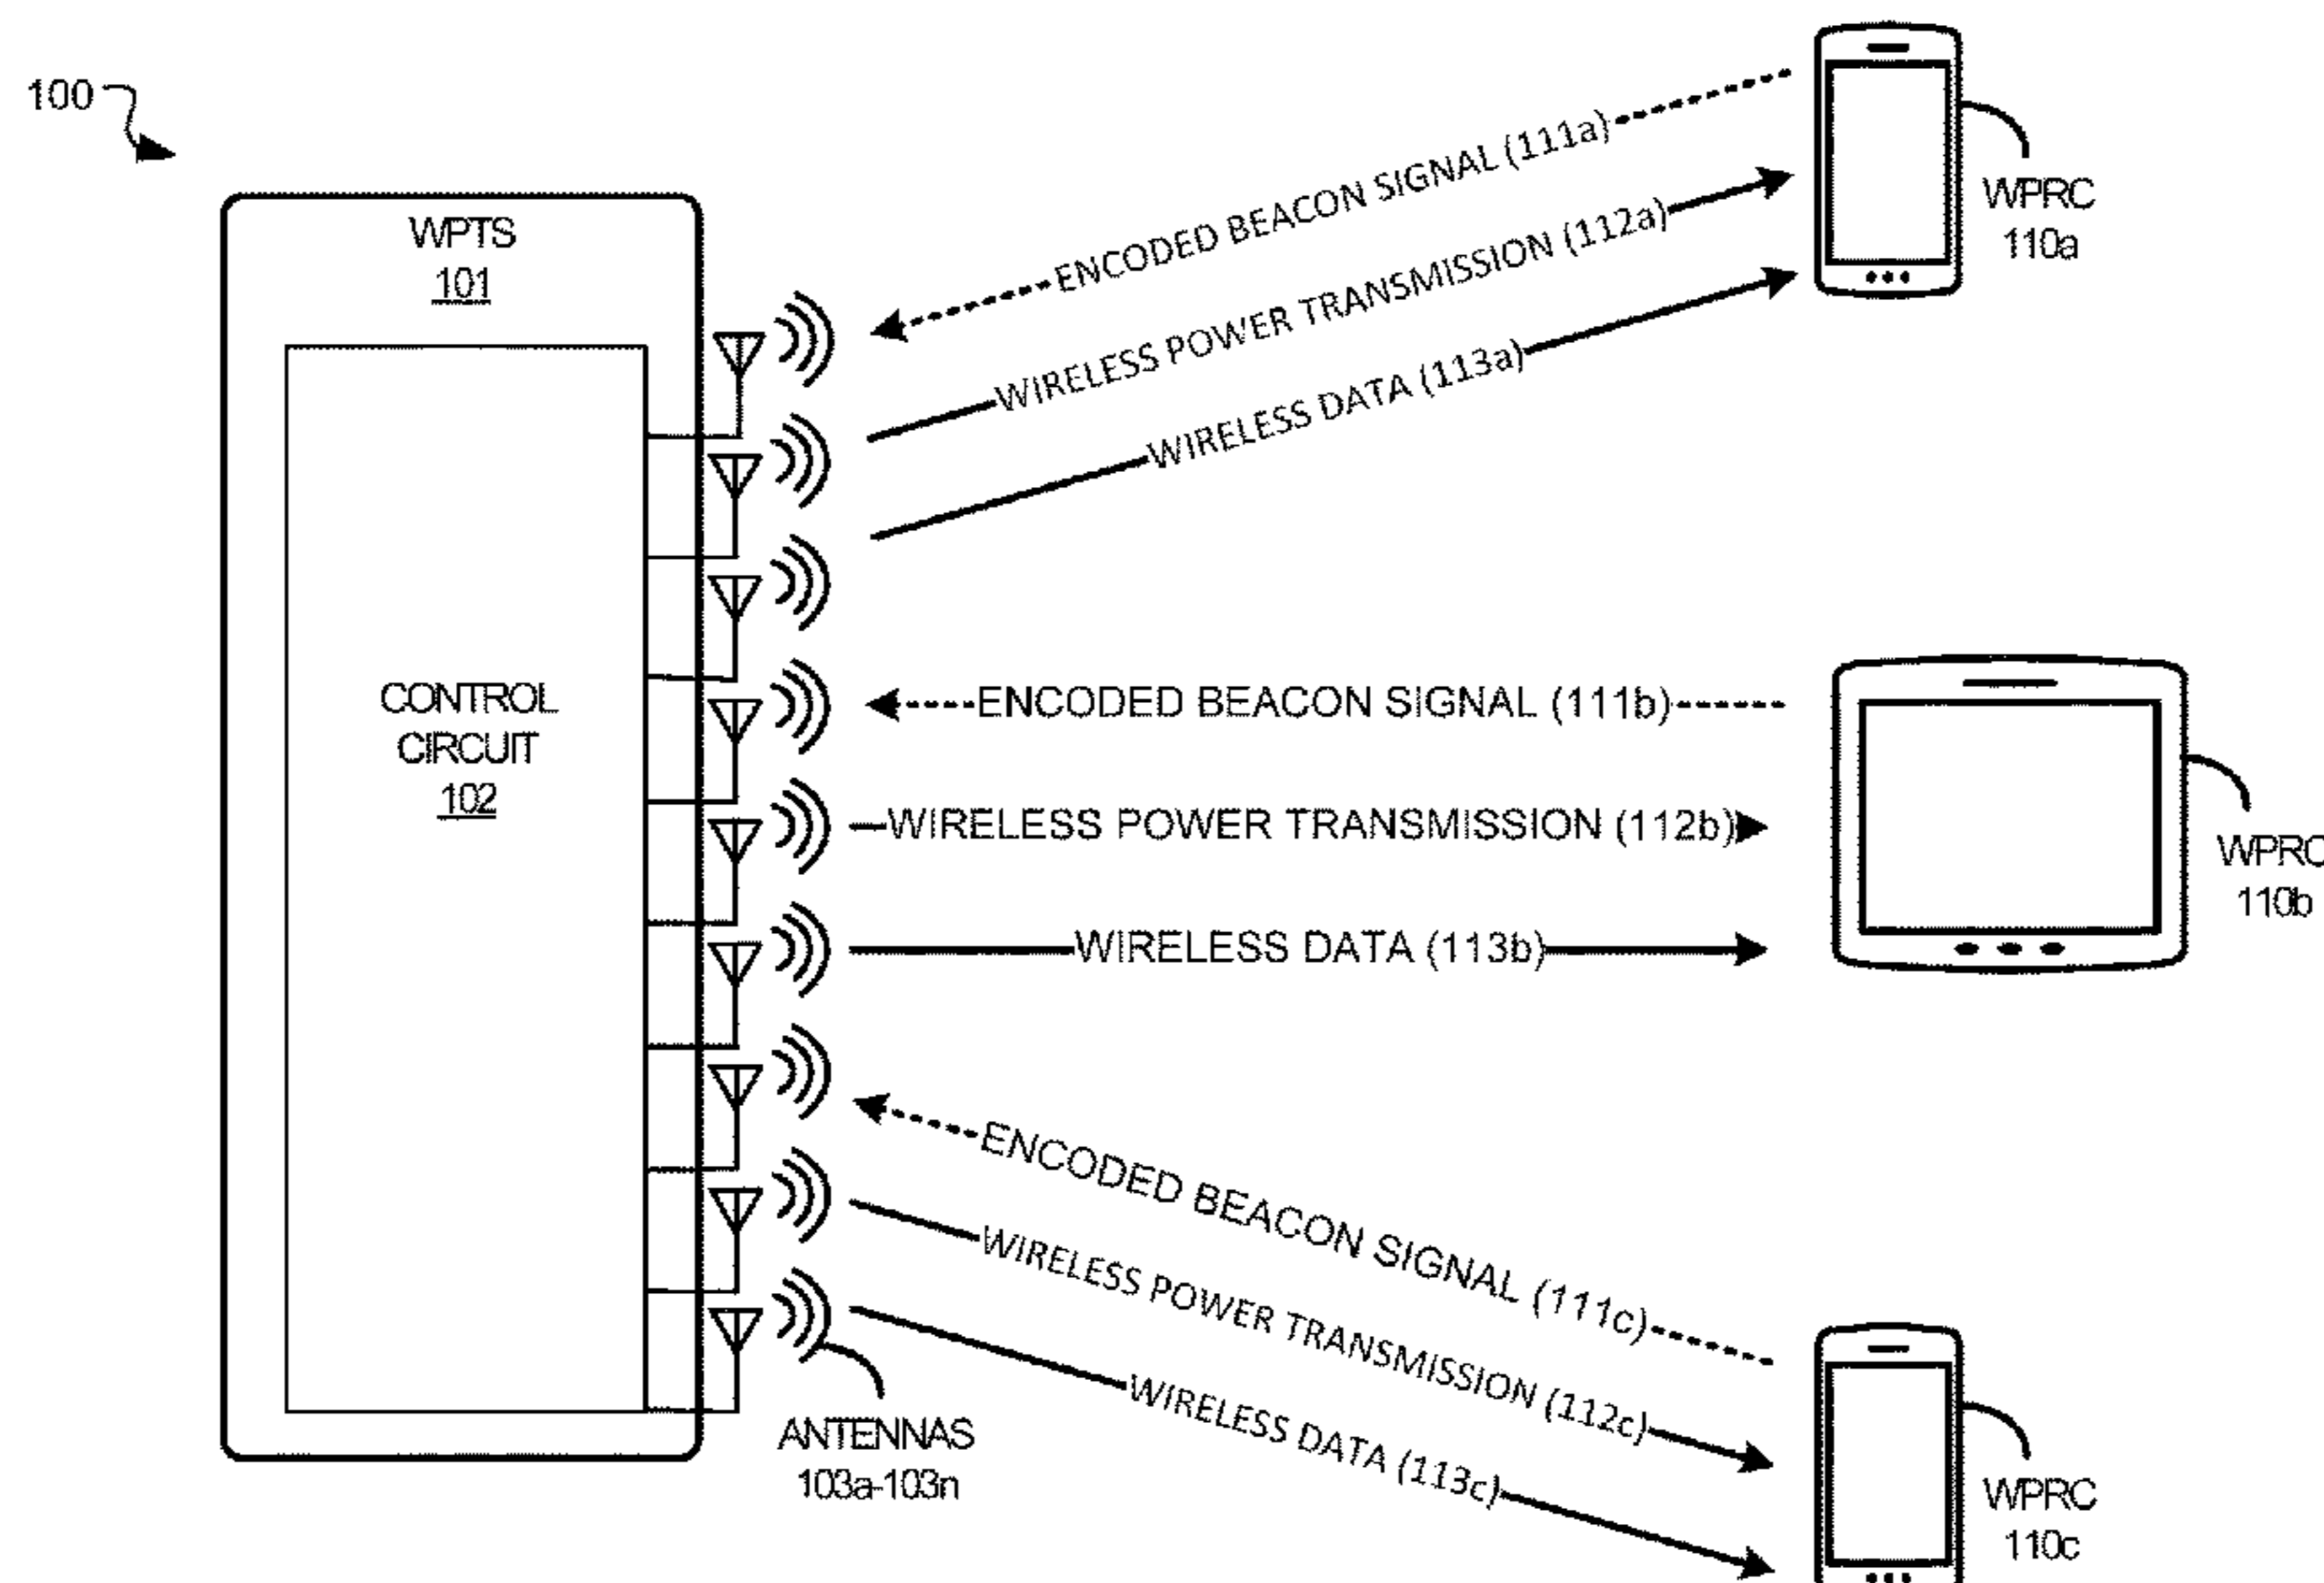 100
WPTS
101
CONTROL
CIRCUIT
102
ENCODED BEACON SIGNAL (111a)
WIRELESS POWER TRANSMISSION (112a)
WIRELESS DATA (113a)
WPRC
110a
ENCODED BEACON SIGNAL (111b)
WIRELESS POWER TRANSMISSION (112b)
WIRELESS DATA (113b)
WPRC
110b
ENCODED BEACON SIGNAL (111c)
WIRELESS POWER TRANSMISSION (112c)
WIRELESS DATA (113c)
ANTENNAS
103a-103n
WPRC
110c